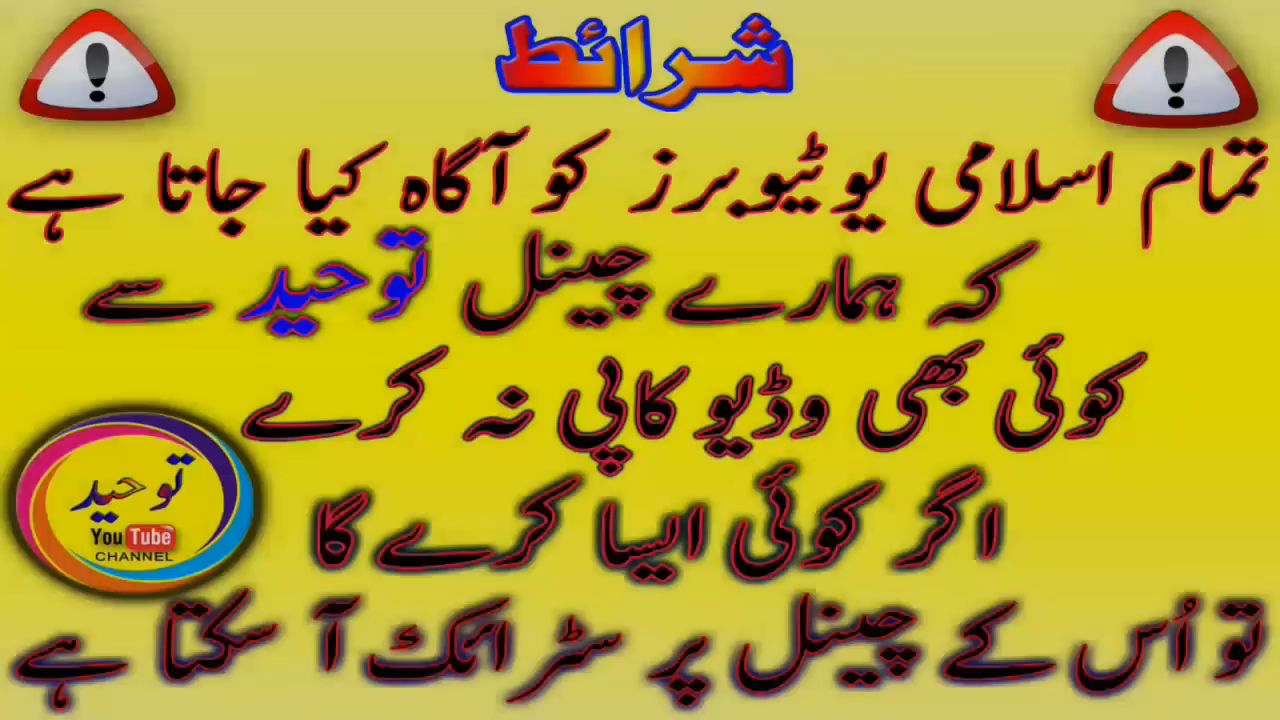 شرائط
تمام اسلامی یوٹیوبرز کو آگاہ کیا جاتا ہے
کہ ہمارے چینل توحید سے
کوئی بھی وڈیو کاپی نہ کرے
اگر کوئی ایسا کرے گا
تو اُس کے چینل پر سٹرائک آ سکتا ہے
توحید
YouTube
CHANNEL